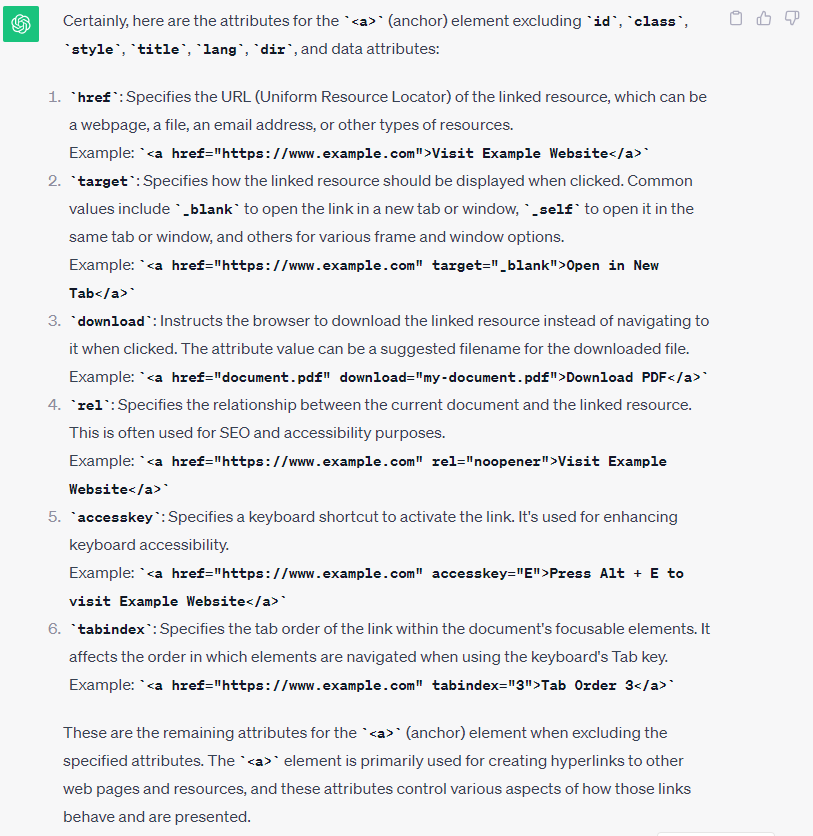 Certainly, here are the attributes for the `<a>` (anchor) element excluding `id`, `class`,
`style`, `title`, `lang`, `dir`, and data attributes:
1. `href`: Specifies the URL (Uniform Resource Locator) of the linked resource, which can be
a webpage, a file, an email address, or other types of resources.
Example: `<a href="https://www.example.com">Visit Example Website</a>`
2. `target`: Specifies how the linked resource should be displayed when clicked. Common
values include `_blank` to open the link in a new tab or window, `_self` to open it in the
same tab or window, and others for various frame and window options.
Example: `<a href="https://www.example.com" target="_blank">Open in New
Tab</a>`
3. `download`: Instructs the browser to download the linked resource instead of navigating to
it when clicked. The attribute value can be a suggested filename for the downloaded file.
Example: `<a href="document.pdf" download="my-document.pdf">Download PDF</a>`
4. `rel`: Specifies the relationship between the current document and the linked resource.
This is often used for SEO and accessibility purposes.
Example: `<a href="https://www.example.com" rel="noopener">Visit Example
Website</a>`
5. `accesskey`: Specifies a keyboard shortcut to activate the link. It's used for enhancing
keyboard accessibility.
Example: `<a href="https://www.example.com" accesskey="E">Press Alt + E to
visit Example Website</a>`
6. `tabindex`: Specifies the tab order of the link within the document's focusable elements. It
affects the order in which elements are navigated when using the keyboard's Tab key.
Example: `<a href="https://www.example.com" tabindex="3">Tab Order 3</a>`
These are the remaining attributes for the `<a>` (anchor) element when excluding the
specified attributes. The `<a>` element is primarily used for creating hyperlinks to other
web pages and resources, and these attributes control various aspects of how those links
behave and are presented.